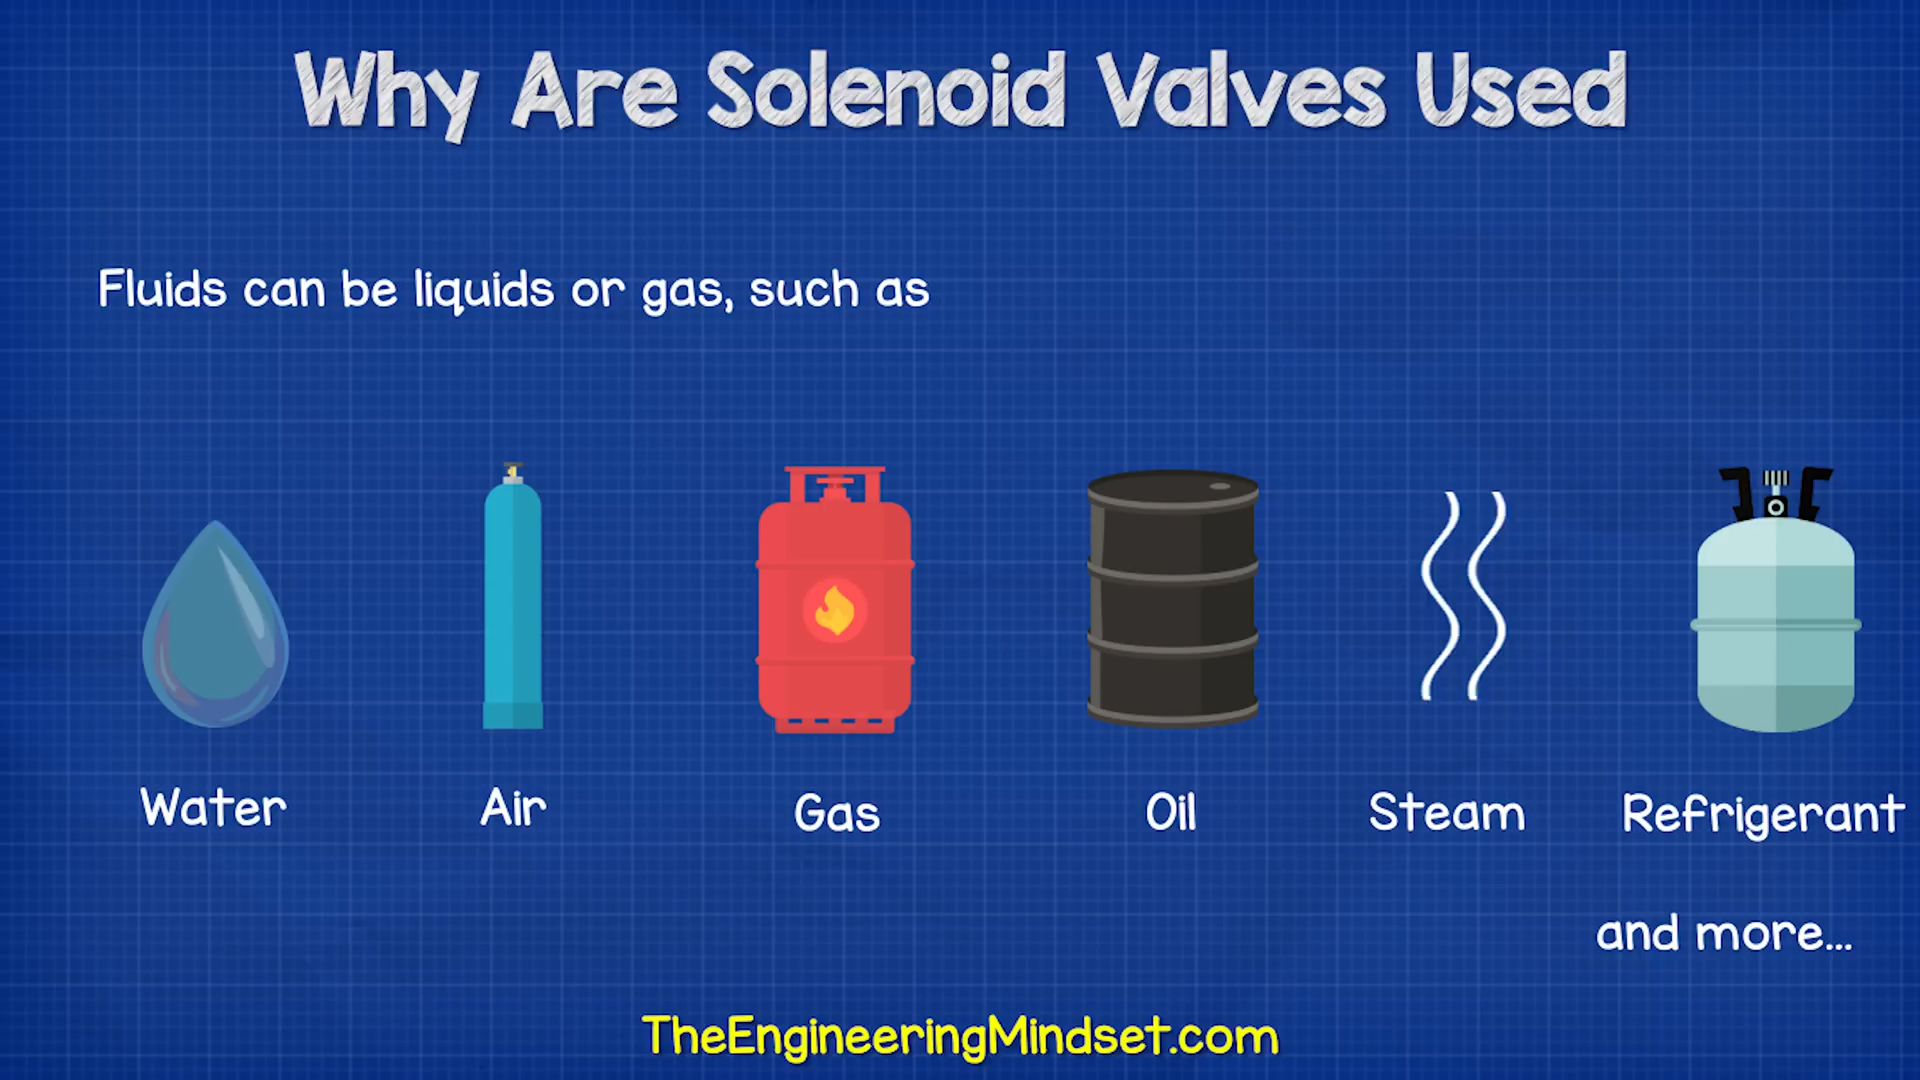 Why Are Solenoid Valves Used
Fluids can be liquids or gas, such as
Water
Air
Gas
Oil
Steam
Refrigerant
and more...
TheEngineeringMindset.com